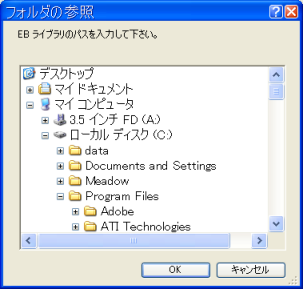 フォルダの参照
EB ライブラリのパスを入力して下さい。
デスクトップ
マイ ドキュメント
マイ コンピュータ
3.5 インチ FD (A:)
ローカル ディスク (C:)
data
Documents and Settings
Meadow
Program Files
Adobe
ATI Technologies
OK
キャンセル